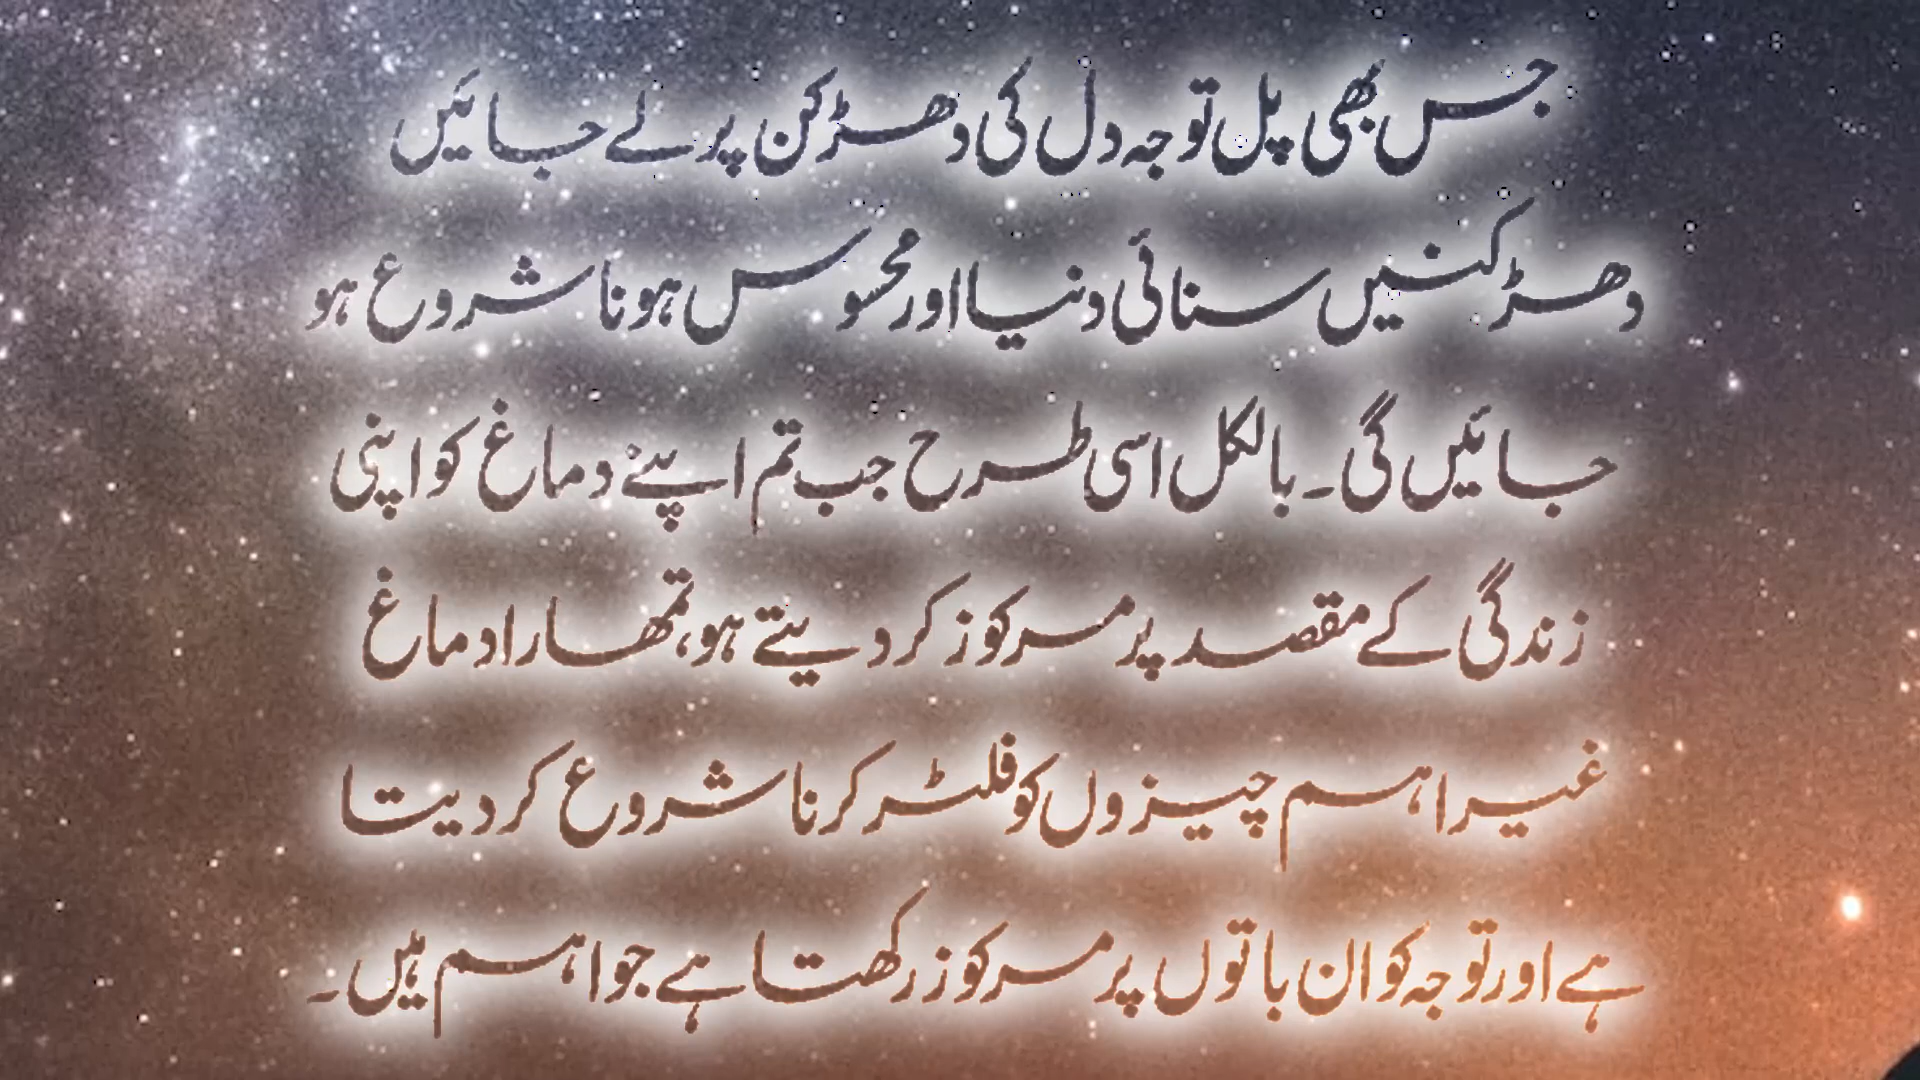 جس بھی پل توجہ دل کی دھڑکن پر لے جائیں
دھڑکنیں سنائی دنیا اور محسوس ہونا شروع ہو
جائیں گی۔ بالکل اسی طرح جب تم اپنے دماغ کو اپنی
زندگی کے مقصد پر مرکوز کر دیتے ہو، تمھارا دماغ
غیر اہم چیزوں کو فلٹر کرنا شروع کر دیتا
ہے اور توجہ کو ان باتوں پر مرکوز رکھتا ہے جو اہم ہیں۔